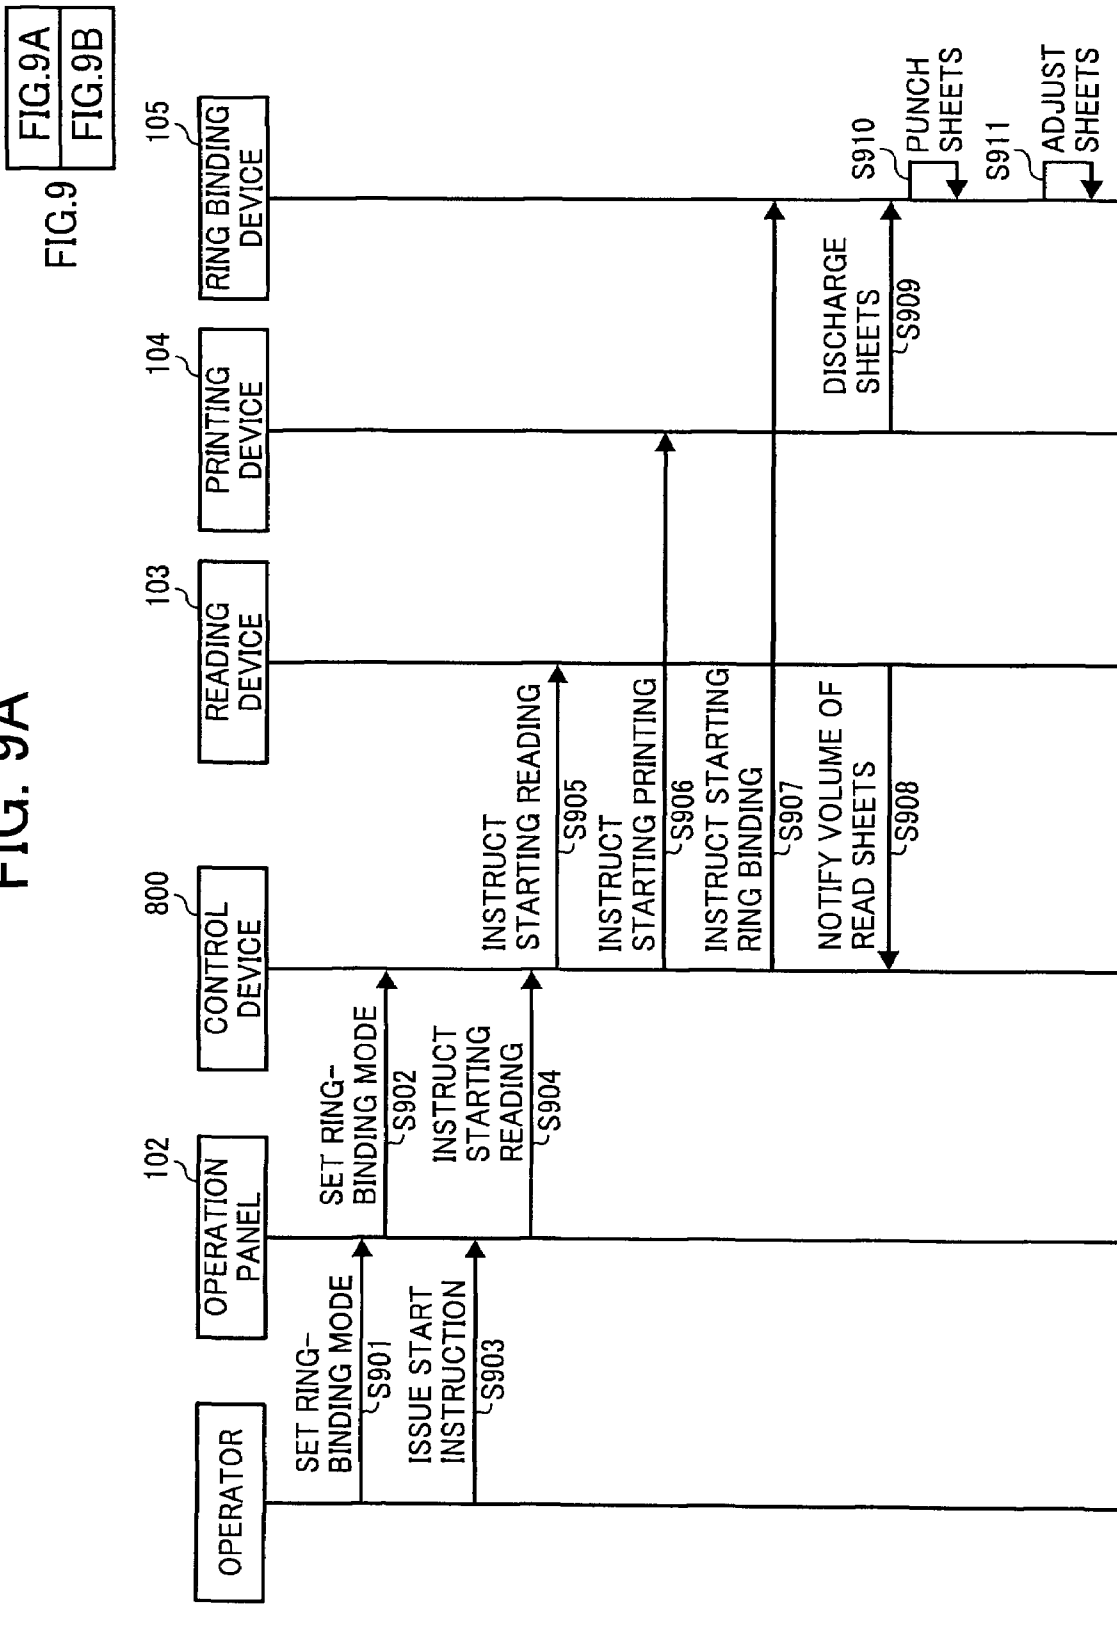 FIG. 9A
FIG.9
FIG.9A
FIG.9B
OPERATOR
OPERATION
PANEL
102
CONTROL
DEVICE
800
READING
DEVICE
103
PRINTING
DEVICE
104
RING BINDING
DEVICE
105
SET RING-
BINDING MODE
S901
SET RING-
BINDING MODE
S902
ISSUE START
INSTRUCTION
S903
INSTRUCT
STARTING
READING
S904
INSTRUCT
STARTING READING
S905
INSTRUCT
STARTING PRINTING
S906
INSTRUCT STARTING
RING BINDING
S907
NOTIFY VOLUME OF
READ SHEETS
S908
DISCHARGE
SHEETS
S909
S910
PUNCH
SHEETS
S911
ADJUST
SHEETS